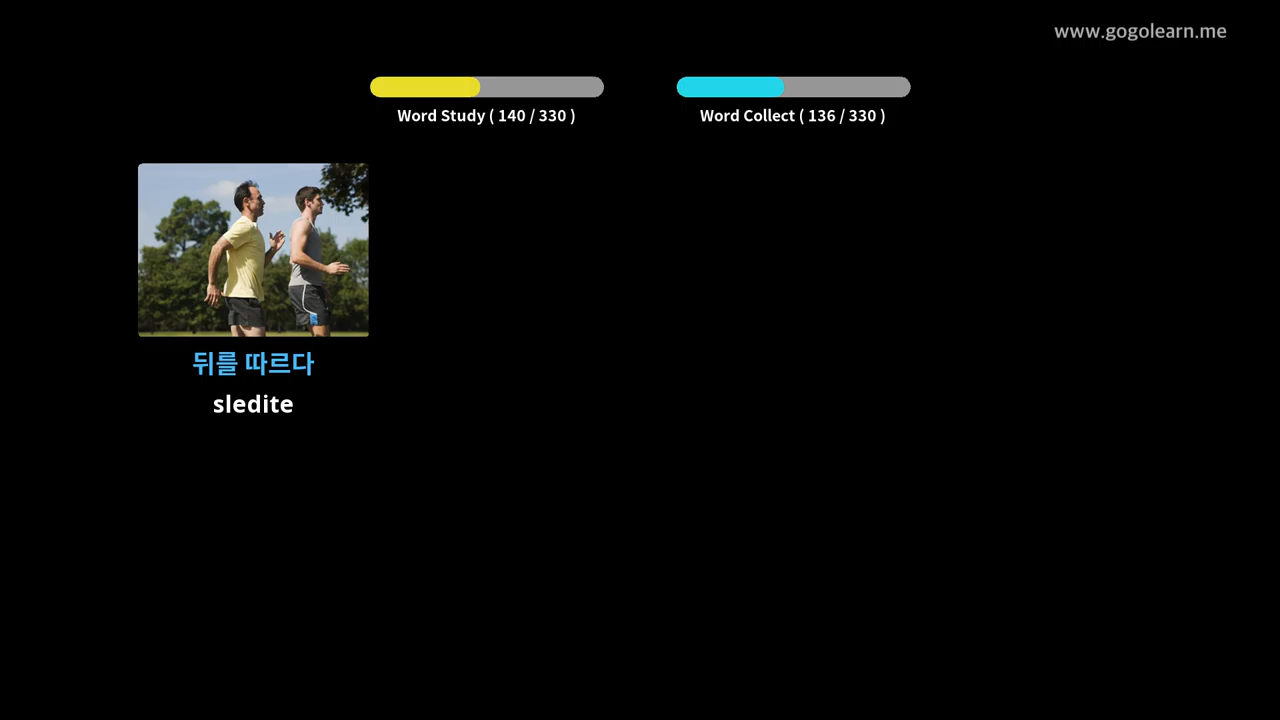 www.gogolearn.me
Word Study ( 140 / 330 )
Word Collect ( 136 / 330 )
뒤를 따르다
sledite